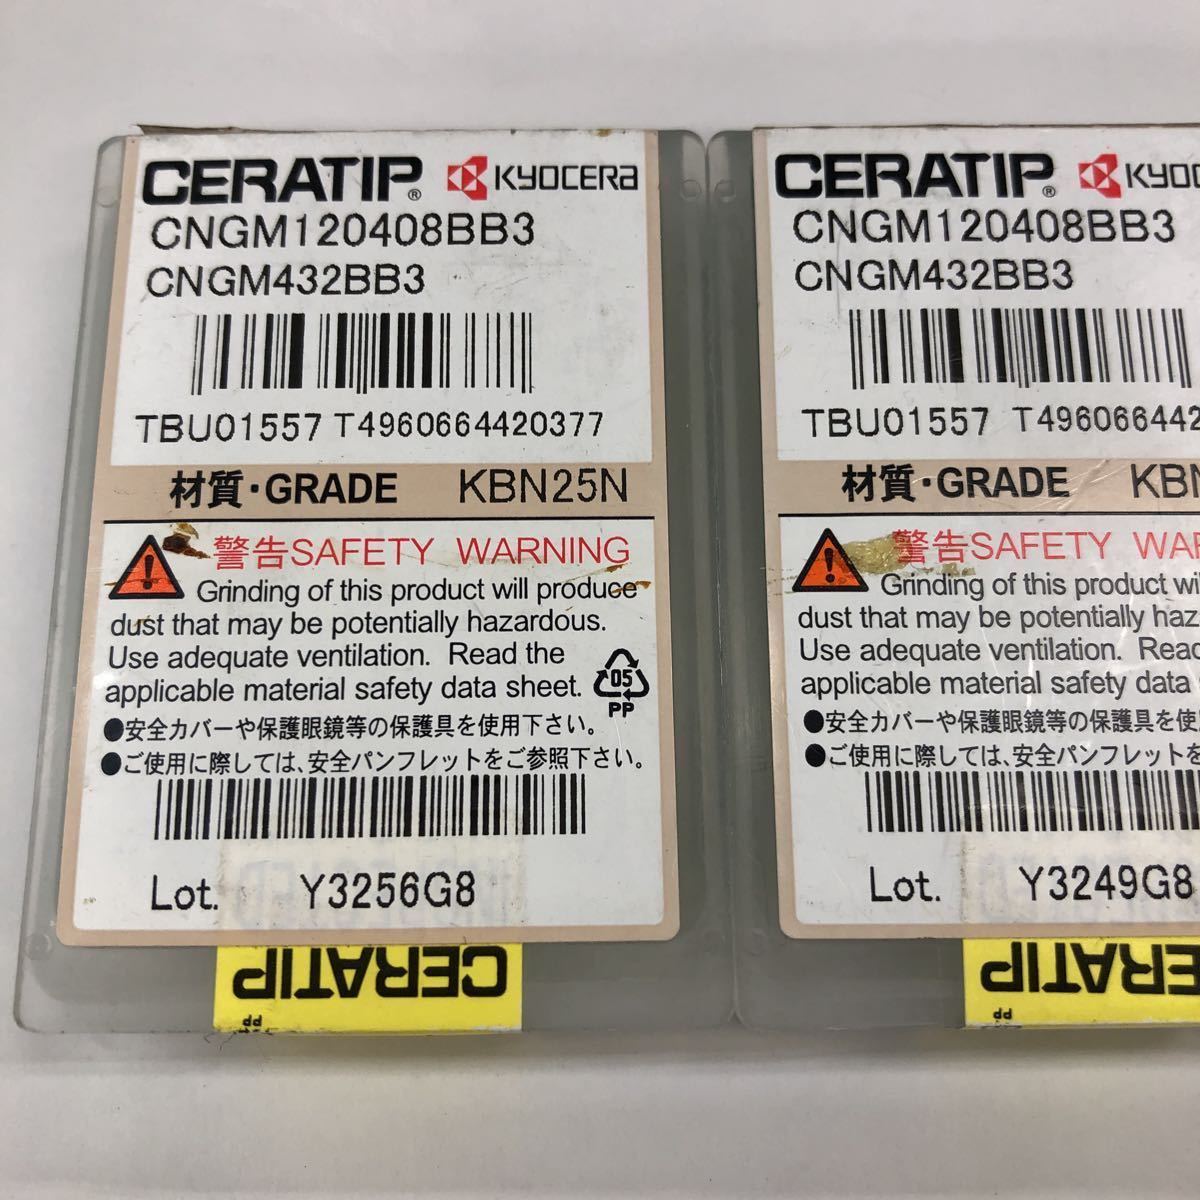 CERATIP® KYOCERA
CNGM120408BB3
CNGM432BB3
TBU01557 T4960664420377
材質・GRADE KBN25N
警告SAFETY WARNING
Grinding of this product will produce
dust that may be potentially hazardous.
Use adequate ventilation. Read the
applicable material safety data sheet.
05
PP
●安全カバーや保護眼鏡等の保護具を使用下さい。
●ご使用に際しては、安全パンフレットをご参照下さい。
Lot. Y3256G8
CERATIP
PP
CERATIP® KYOC
CNGM120408BB3
CNGM432BB3
TBU01557 T496066442
材質・GRADE KBN
警告SAFETY WAR
Grinding of this product wil
dust that may be potentially haz
Use adequate ventilation. Read
applicable material safety data
●安全カバーや保護眼鏡等の保護具を使
●ご使用に際しては、安全パンフレットを
Lot. Y3249G8
CERATIP
PP